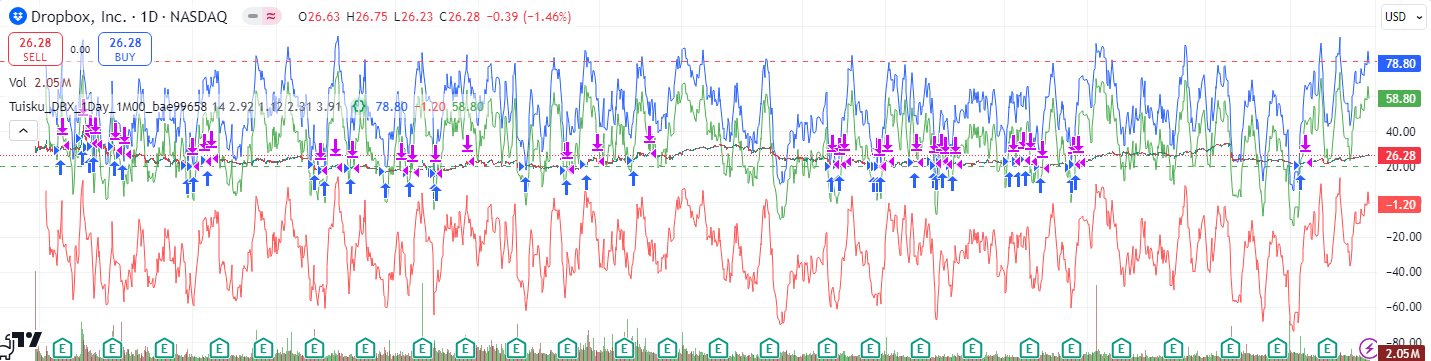 Dropbox, Inc. · 1D · NASDAQ O26.63 H26.75 L26.23 C26.28 −0.39 (−1.46%)
USD
26.28
SELL
0.00
26.28
BUY
Vol 2.05M
Tuisku_DBX_1Day_1M00_bae99658 14 2.92 1.12 2.31 3.91 78.80 −1.20 58.80
78.80
58.80
40.00
26.28
20.00
−1.20
−20.00
−40.00
−60.00
−80.00
2.05M
E E E E E E E E E E E E E E E E E E E E E E E E E E